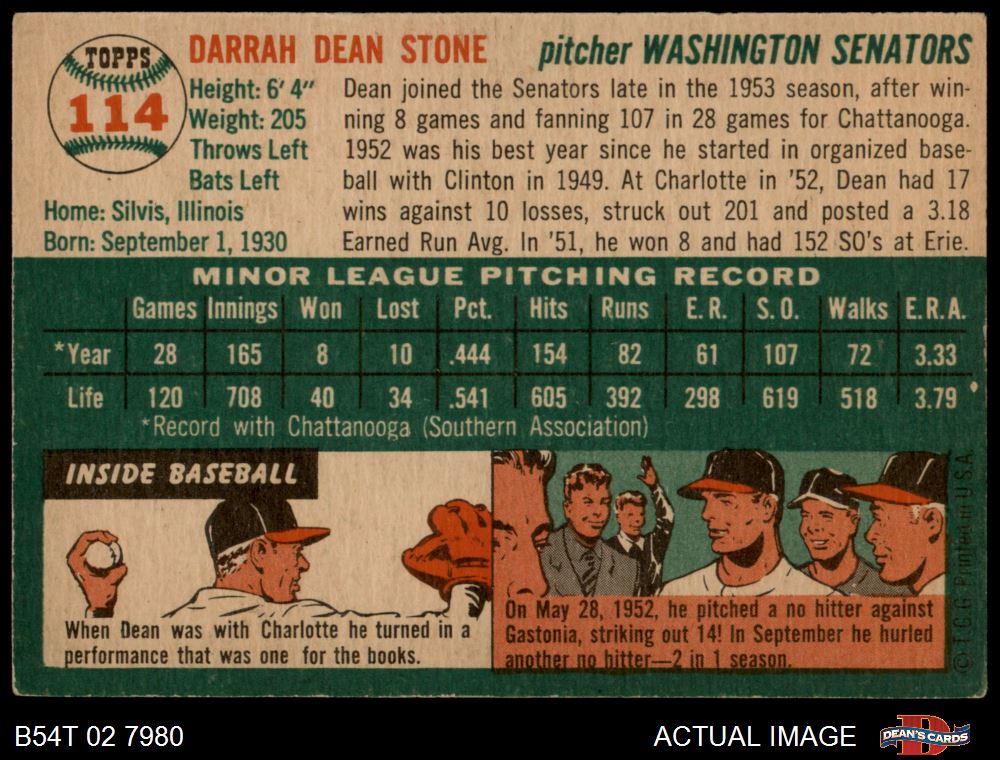 TOPPS
114
DARRAH DEAN STONE
pitcher WASHINGTON SENATORS
Height: 6' 4"
Weight: 205
Throws Left
Bats Left
Home: Silvis, Illinois
Born: September 1, 1930
Dean joined the Senators late in the 1953 season, after win-
ning 8 games and fanning 107 in 28 games for Chattanooga.
1952 was his best year since he started in organized base-
ball with Clinton in 1949. At Charlotte in '52, Dean had 17
wins against 10 losses, struck out 201 and posted a 3.18
Earned Run Avg. In '51, he won 8 and had 152 SO's at Erie.
MINOR LEAGUE PITCHING RECORD
Games Innings Won Lost Pct. Hits Runs E. R. S. O. Walks E.R.A.
*Year 28 165 8 10 .444 154 82 61 107 72 3.33
Life 120 708 40 34 .541 605 392 298 619 518 3.79
*Record with Chattanooga (Southern Association)
INSIDE BASEBALL
When Dean was with Charlotte he turned in a
performance that was one for the books.
On May 28, 1952, he pitched a no hitter against
Gastonia, striking out 14! In September he hurled
another no hitter—2 in 1 season.
© T.C.G. Printed in U.S.A.
B54T 02 7980
ACTUAL IMAGE
DEAN'S CARDS